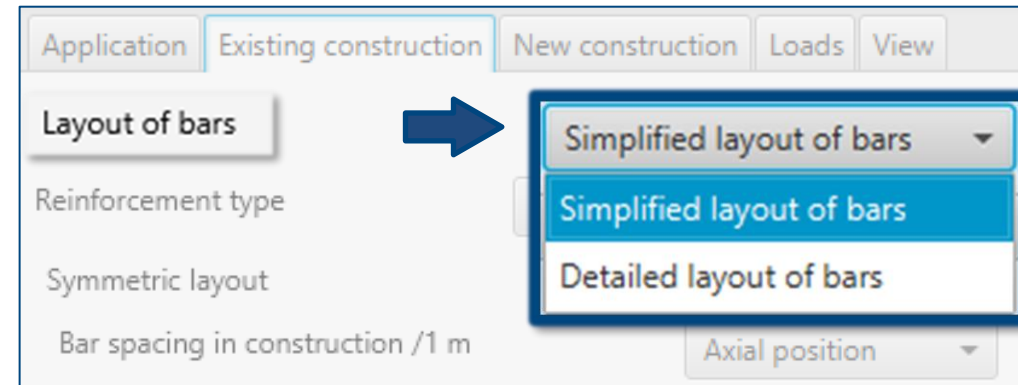 Application Existing construction New construction Loads View
Layout of bars Simplified layout of bars
Reinforcement type Simplified layout of bars
Symmetric layout Detailed layout of bars
Bar spacing in construction /1 m Axial position